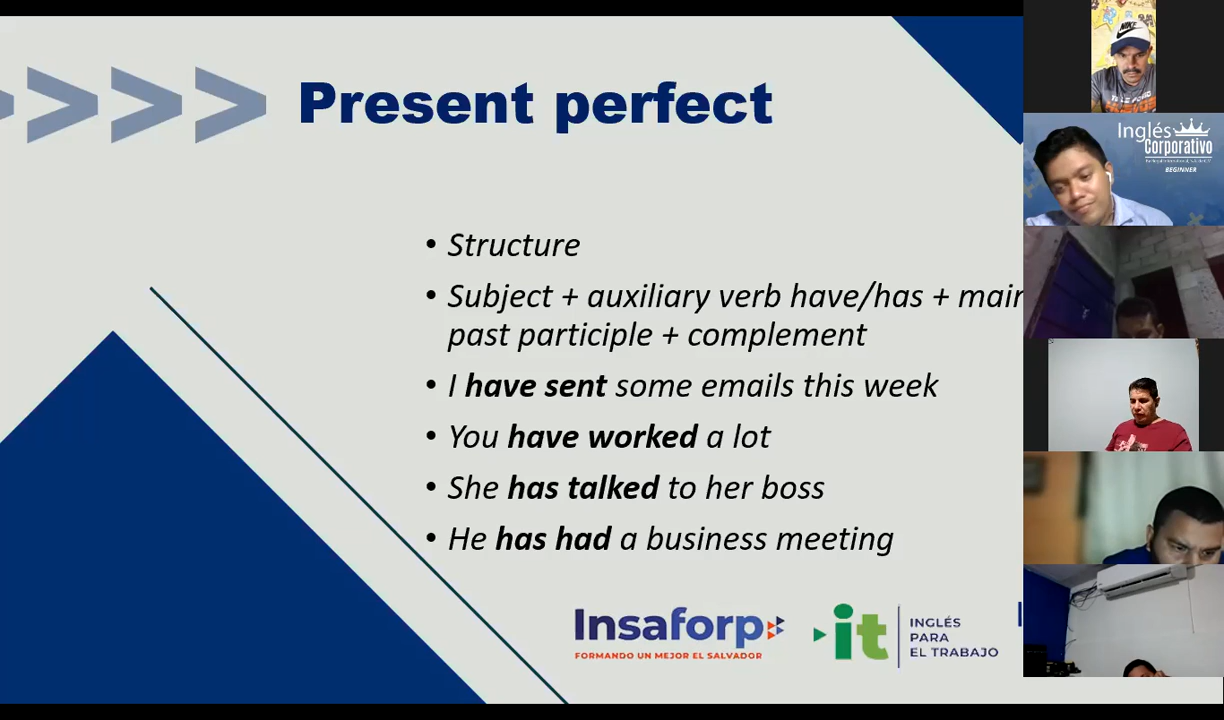 Present perfect
• Structure
• Subject + auxiliary verb have/has + main
past participle + complement
• I have sent some emails this week
• You have worked a lot
• She has talked to her boss
• He has had a business meeting
Insaforp
FORMANDO UN MEJOR EL SALVADOR
it
INGLÉS
PARA
EL TRABAJO
NIKE
Inglés
Corporativo
BEGINNER